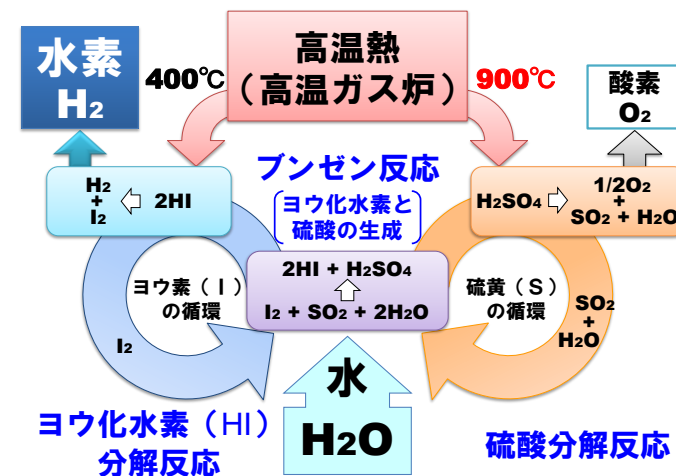 水素
H2
400℃
高温熱
（高温ガス炉）
900℃
酸素
O2
H2
+
I2
2HI
ブンゼン反応
ヨウ化水素と
硫酸の生成
H2SO4
1/2O2
+
SO2 + H2O
2HI + H2SO4
I2 + SO2 + 2H2O
ヨウ素（I）
の循環
硫黄（S）
の循環
I2
SO2
+
H2O
水
H2O
ヨウ化水素（HI）
分解反応
硫酸分解反応